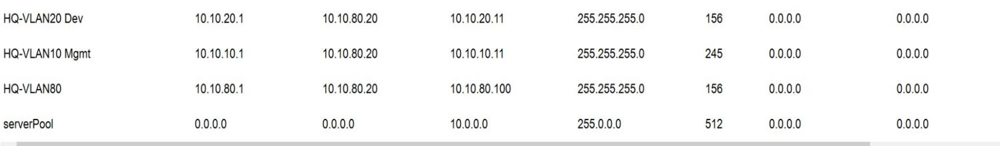 HQ-VLAN20 Dev 10.10.20.1 10.10.80.20 10.10.20.11 255.255.255.0 156 0.0.0.0 0.0.0.0
HQ-VLAN10 Mgmt 10.10.10.1 10.10.80.20 10.10.10.11 255.255.255.0 245 0.0.0.0 0.0.0.0
HQ-VLAN80 10.10.80.1 10.10.80.20 10.10.80.100 255.255.255.0 156 0.0.0.0 0.0.0.0
serverPool 0.0.0.0 0.0.0.0 10.0.0.0 255.0.0.0 512 0.0.0.0 0.0.0.0